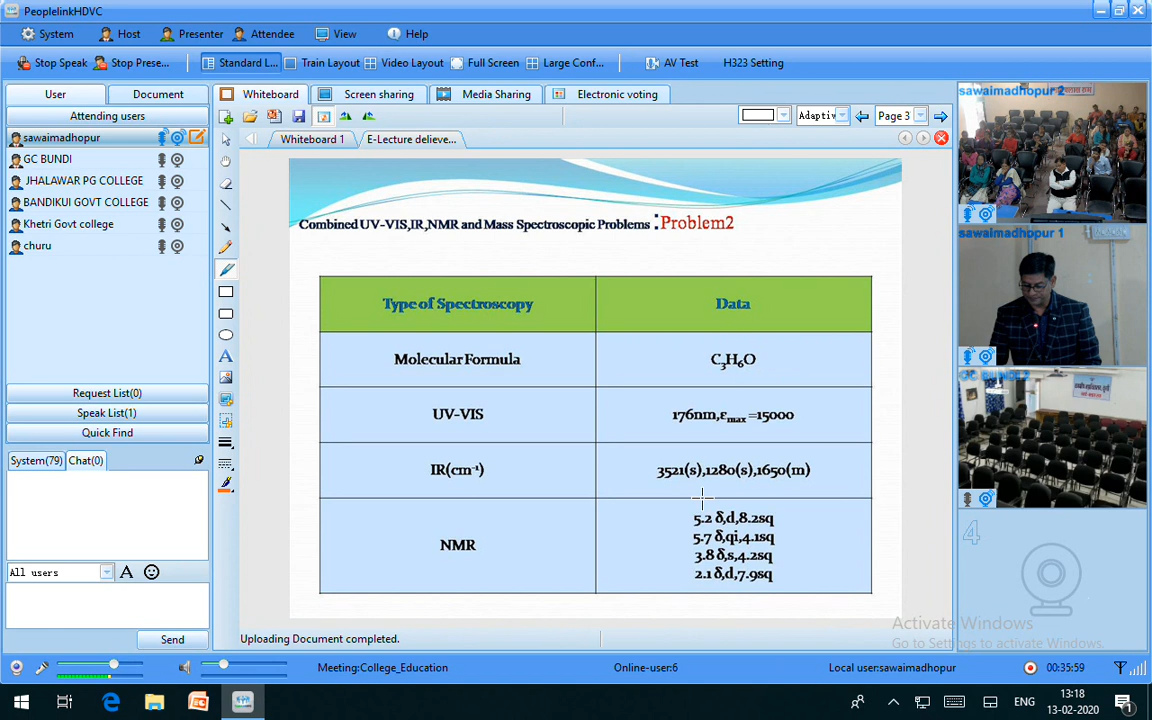 PeoplelinkHDVC
System
Host
Presenter
Attendee
View
Help
Stop Speak
Stop Prese...
Standard L...
Train Layout
Video Layout
Full Screen
Large Conf...
AV Test
H323 Setting
User
Document
Whiteboard
Screen sharing
Media Sharing
Electronic voting
Attending users
Adaptiv
Page 3
Whiteboard 1
E-Lecture delieve...
sawaimadhopur
GC BUNDI
JHALAWAR PG COLLEGE
BANDIKUI GOVT COLLEGE
Khetri Govt college
churu
Request List(0)
Speak List(1)
Quick Find
System(79)
Chat(0)
All users
A
Send
A
Combined UV-VIS,IR,NMR and Mass Spectroscopic Problems :Problem2
Type of Spectroscopy
Data
Molecular Formula
C3H6O
UV-VIS
176nm,εmax =15000
IR(cm-1)
3521(s),1280(s),1650(m)
NMR
5.2 δ,d,8.2sq
5.7 δ,qi,4.1sq
3.8 δ,s,4.2sq
2.1 δ,d,7.9sq
sawaimadhopur 2
sawaimadhopur 1
4
Activate Windows
Go to Settings to activate Windows.
Uploading Document completed.
Meeting:College_Education
Online-user:6
Local user:sawaimadhopur
00:35:59
ENG
13:18
13-02-2020
1